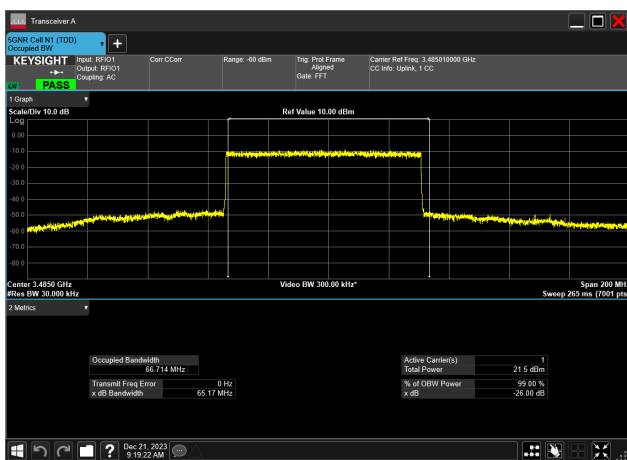 Transceiver A
5GNR Cell N1 (TDD)
Occupied BW
+
KEYSIGHT
Input: RFIO1
Output: RFIO1
Coupling: AC
Corr CCorr
Range: -60 dBm
Trig: Prot Frame
Aligned
Gate: FFT
Carrier Ref Freq: 3.485010000 GHz
CC Info: Uplink, 1 CC
PASS
1 Graph
Scale/Div 10.0 dB
Ref Value 10.00 dBm
Log
0.00
-10.0
-20.0
-30.0
-40.0
-50.0
-60.0
-70.0
-80.0
Center 3.4850 GHz
Video BW 300.00 kHz*
Span 200 MH
#Res BW 30.000 kHz
Sweep 265 ms (7001 pts
2 Metrics
Occupied Bandwidth
66.714 MHz
Active Carrier(s) 1
Total Power 21.5 dBm
Transmit Freq Error 0 Hz
x dB Bandwidth 65.17 MHz
% of OBW Power 99.00 %
x dB -26.00 dB
?
Dec 21, 2023
9:19:22 AM